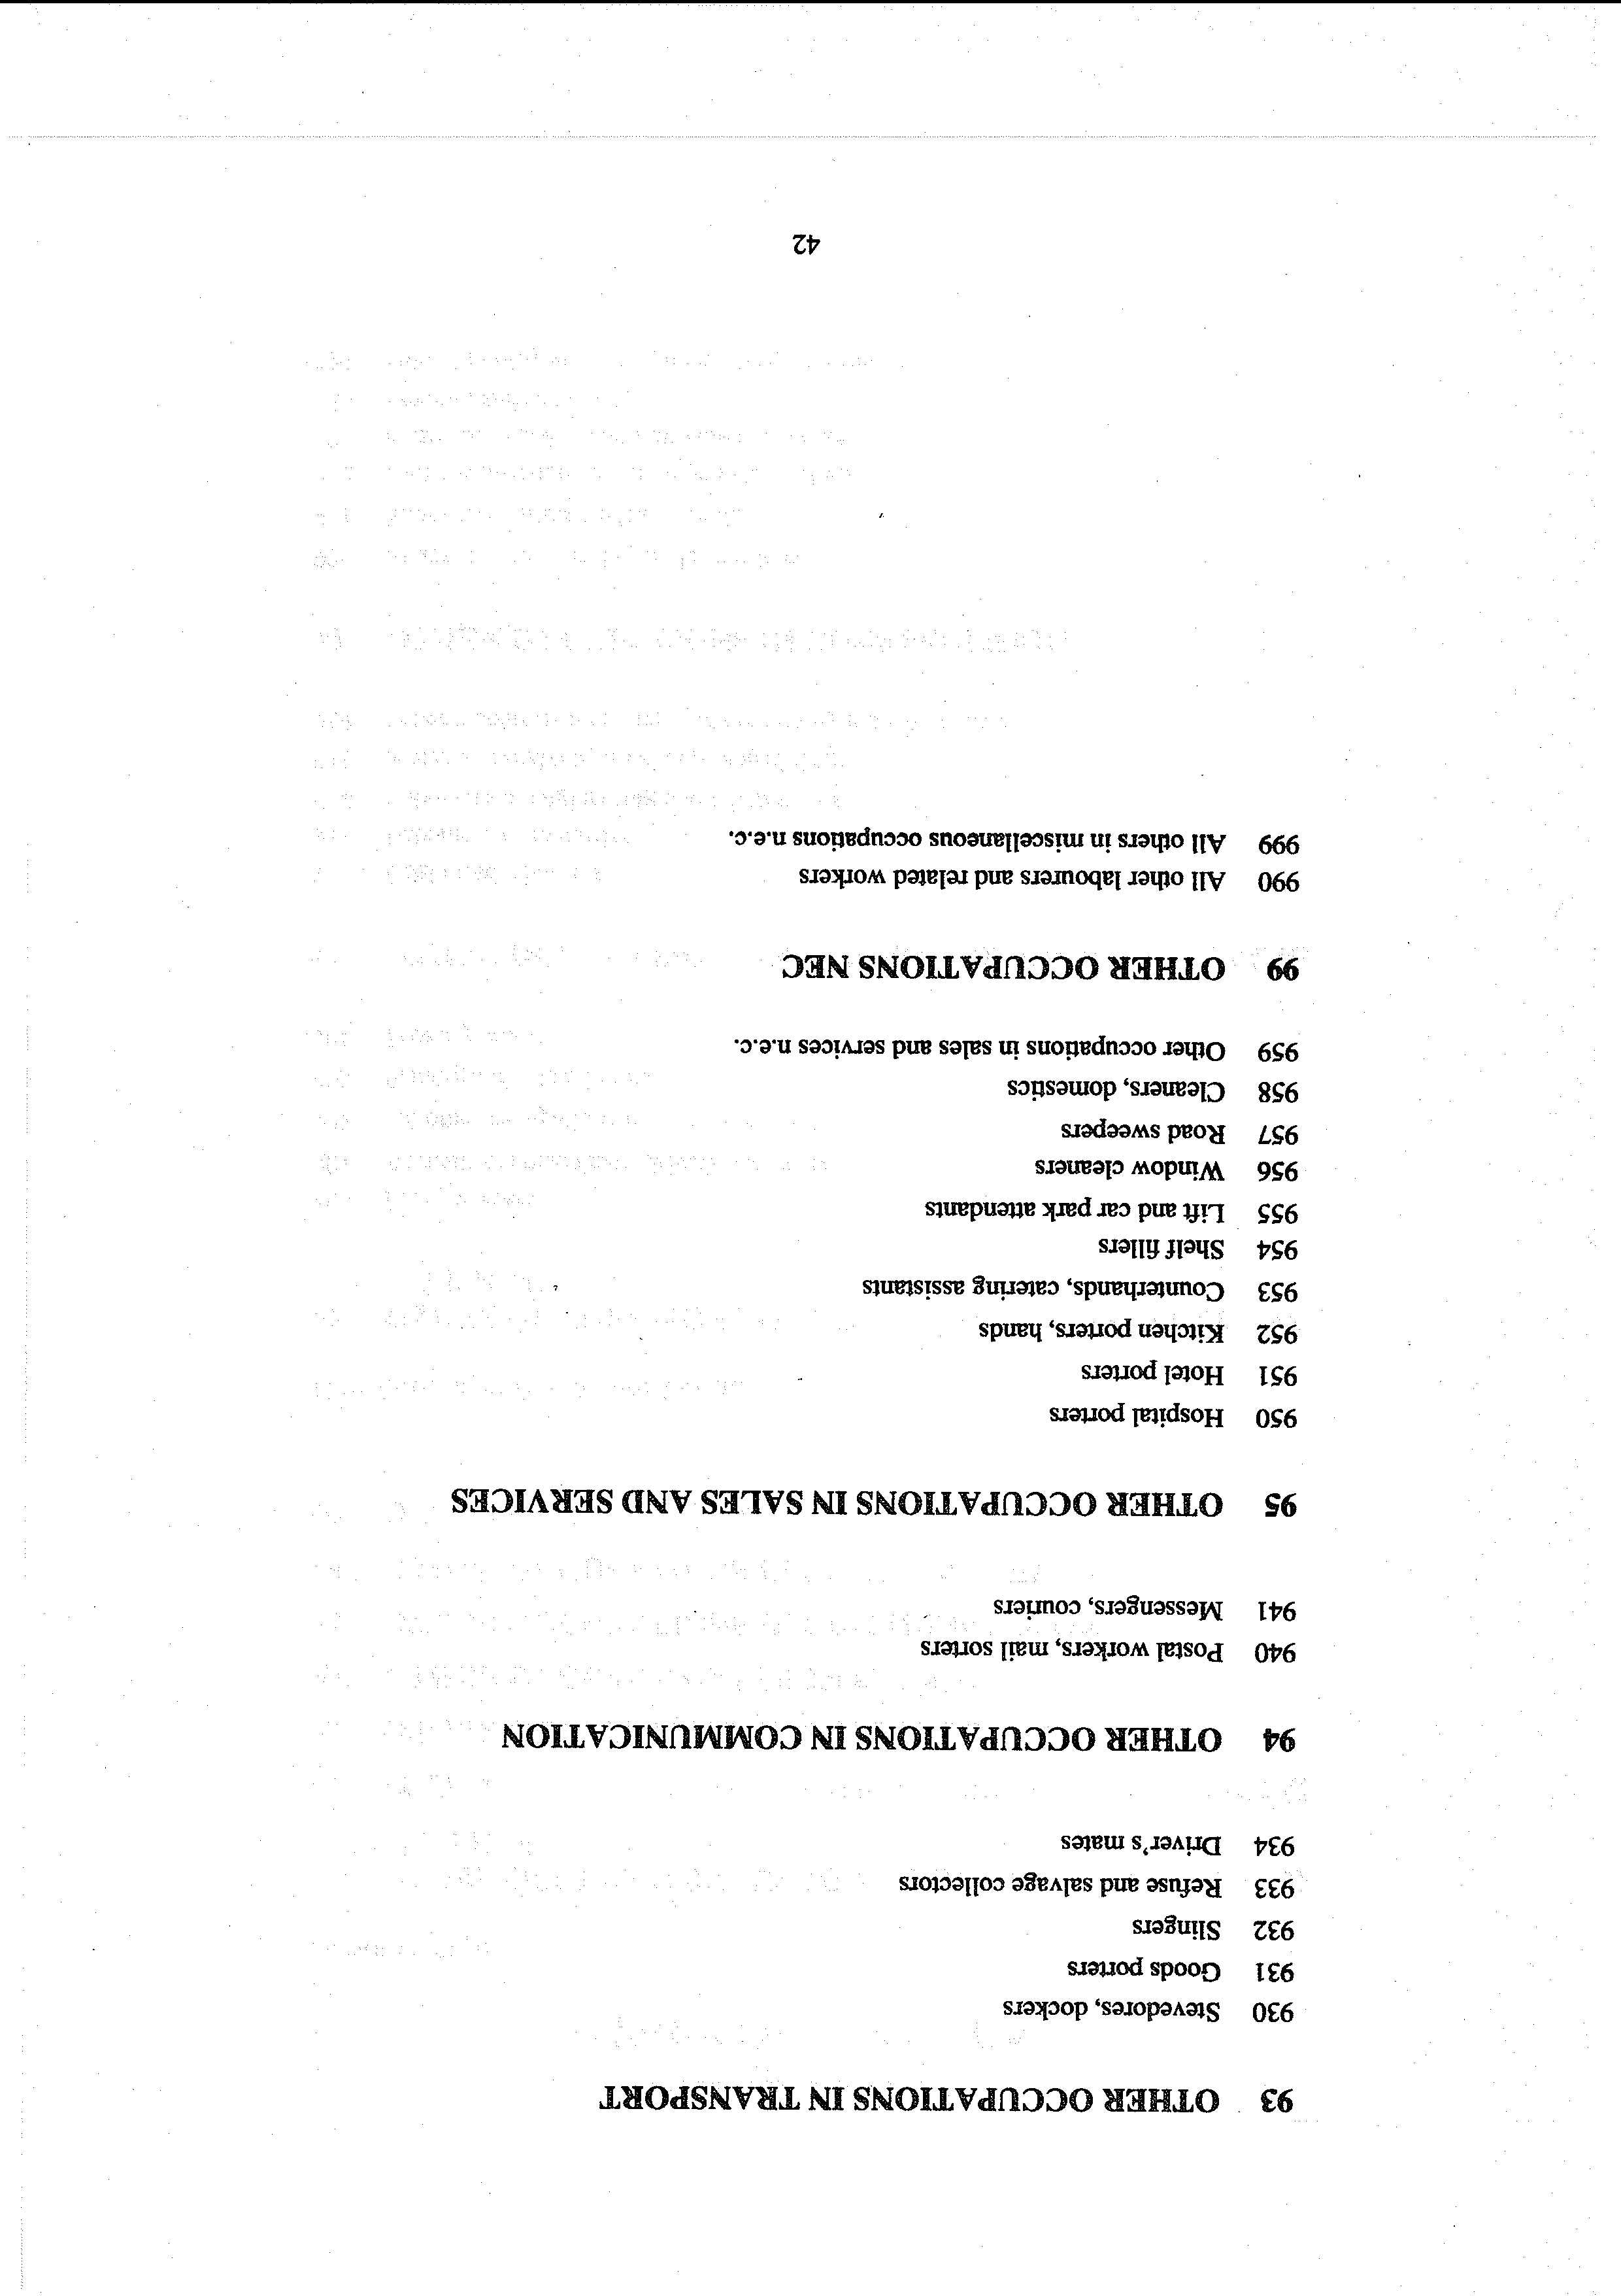 93 OTHER OCCUPATIONS IN TRANSPORT
930 Stevedores, dockers
931 Goods porters
932 Slingers
933 Refuse and salvage collectors
934 Driver's mates
94 OTHER OCCUPATIONS IN COMMUNICATION
940 Postal workers, mail sorters
941 Messengers, couriers
95 OTHER OCCUPATIONS IN SALES AND SERVICES
950 Hospital porters
951 Hotel porters
952 Kitchen porters, hands
953 Counterhands, catering assistants
954 Shelf fillers
955 Lift and car park attendants
956 Window cleaners
957 Road sweepers
958 Cleaners, domestics
959 Other occupations in sales and services n.e.c.
99 OTHER OCCUPATIONS NEC
990 All other labourers and related workers
999 All others in miscellaneous occupations n.e.c.
42